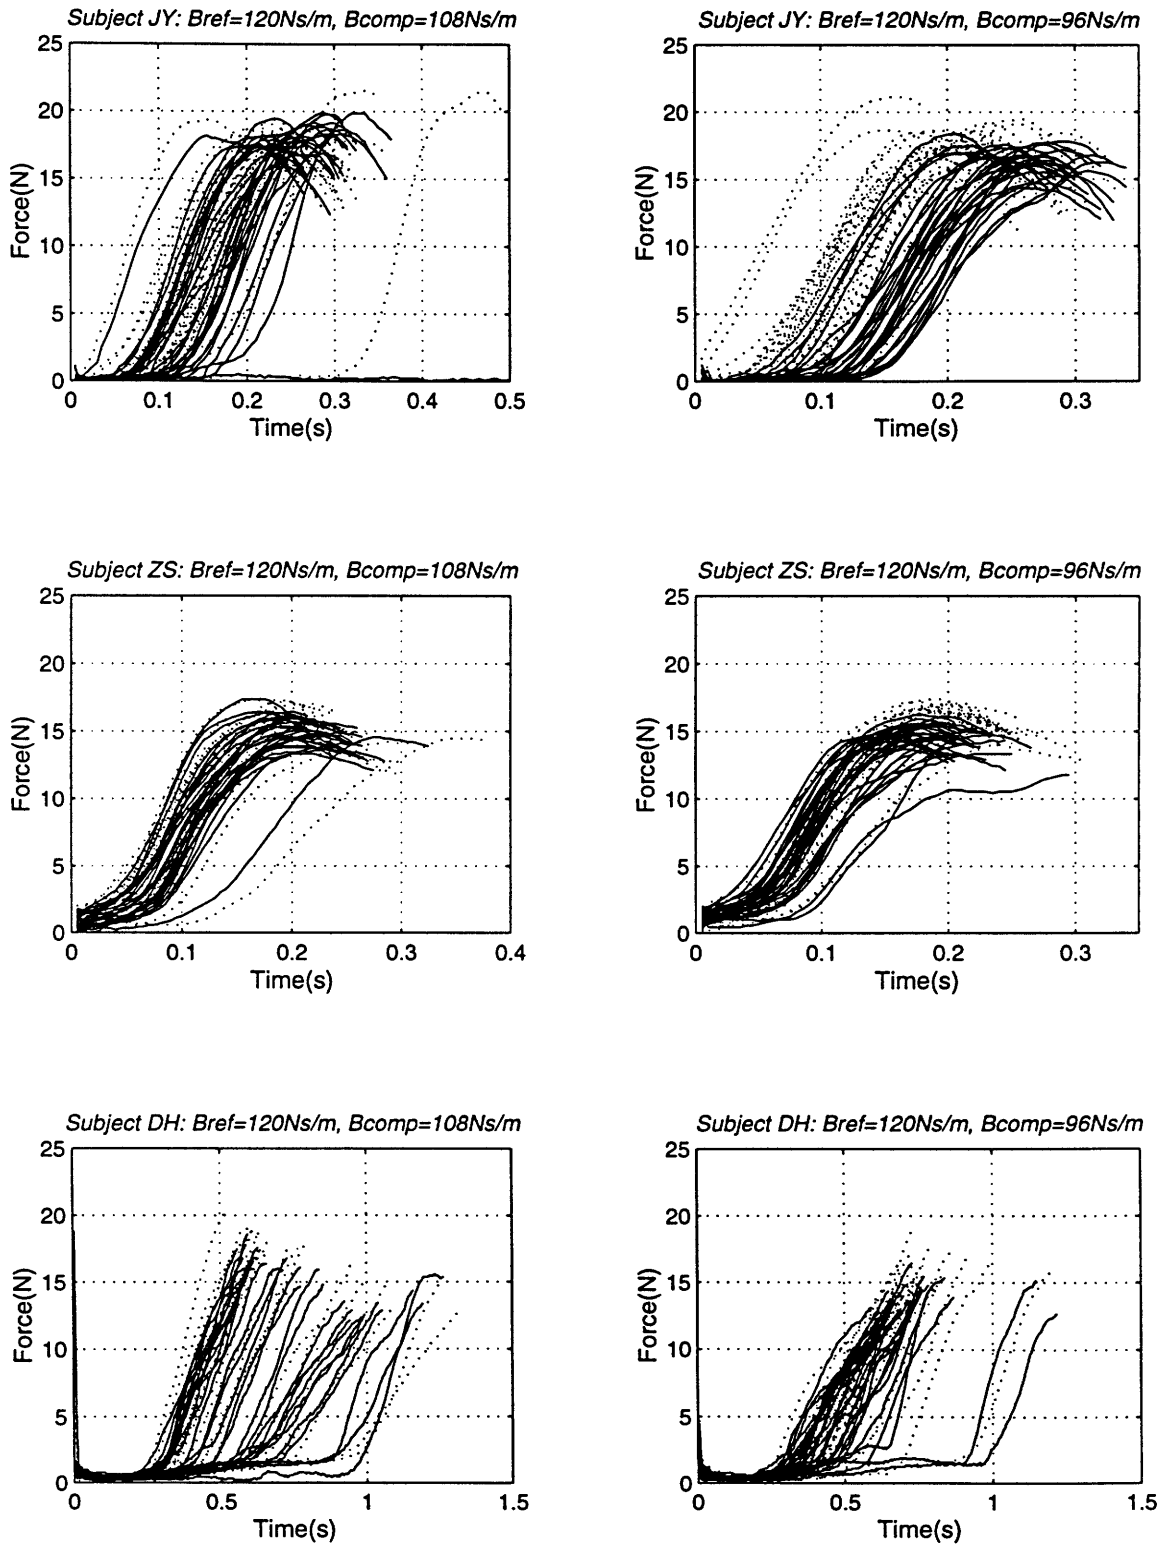 Subject JY: Bref=120Ns/m, Bcomp=108Ns/m
25
20
15
10
5
0
Force(N)
0 0.1 0.2 0.3 0.4 0.5
Time(s)
Subject JY: Bref=120Ns/m, Bcomp=96Ns/m
25
20
15
10
5
0
Force(N)
0 0.1 0.2 0.3
Time(s)
Subject ZS: Bref=120Ns/m, Bcomp=108Ns/m
25
20
15
10
5
0
Force(N)
0 0.1 0.2 0.3 0.4
Time(s)
Subject ZS: Bref=120Ns/m, Bcomp=96Ns/m
25
20
15
10
5
0
Force(N)
0 0.1 0.2 0.3
Time(s)
Subject DH: Bref=120Ns/m, Bcomp=108Ns/m
25
20
15
10
5
0
Force(N)
0 0.5 1 1.5
Time(s)
Subject DH: Bref=120Ns/m, Bcomp=96Ns/m
25
20
15
10
5
0
Force(N)
0 0.5 1 1.5
Time(s)